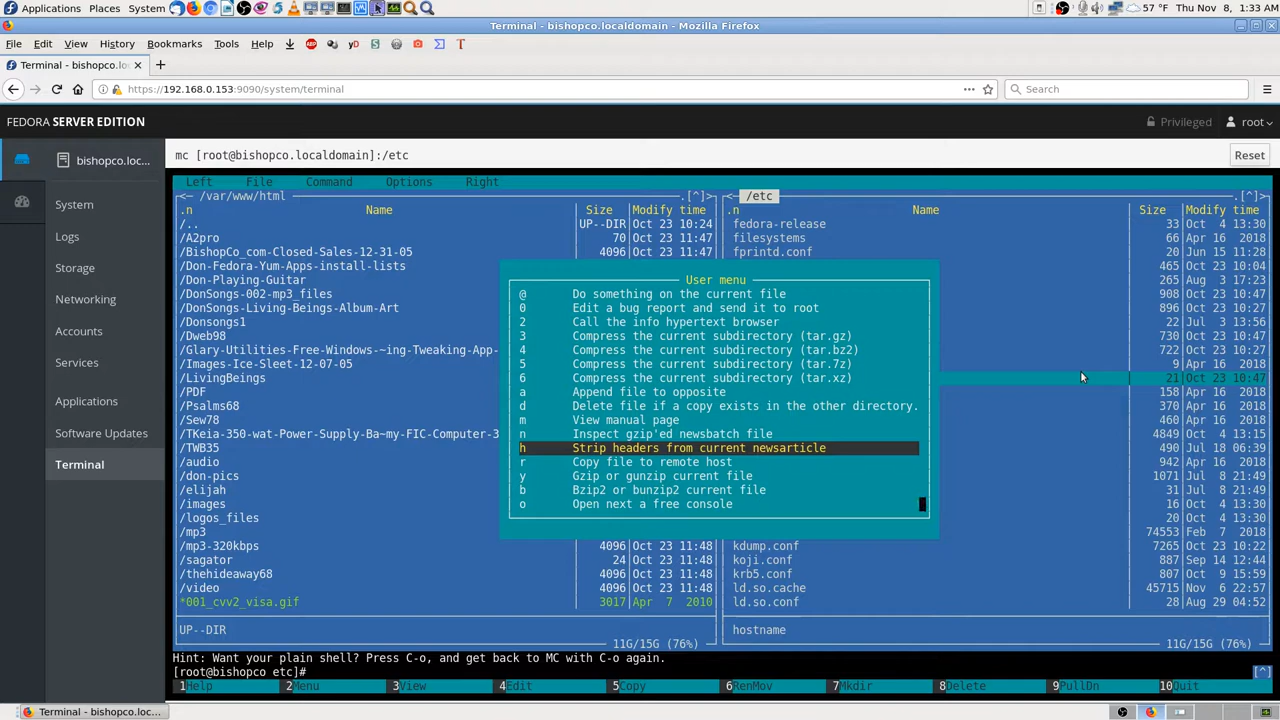 Applications Places System 57 °F Thu Nov 8, 1:33 AM
Terminal - bishopco.localdomain - Mozilla Firefox
File Edit View History Bookmarks Tools Help
Terminal - bishopco.lo
https://192.168.0.153:9090/system/terminal Search
FEDORA SERVER EDITION Privileged root
bishopco.loc...
System
Logs
Storage
Networking
Accounts
Services
Applications
Software Updates
Terminal
mc [root@bishopco.localdomain]:/etc Reset
Left File Command Options Right
<- /var/www/html .[^]> <- /etc .[^]>
.n Name Size Modify time .n Name Size Modify time
/.. UP--DIR Oct 23 10:24 fedora-release 33 Oct 4 13:30
/A2pro 70 Oct 23 11:47 filesystems 66 Apr 16 2018
/BishopCo_com-Closed-Sales-12-31-05 4096 Oct 23 11:47 fprintd.conf 20 Jun 15 11:28
/Don-Fedora-Yum-Apps-install-lists 465 Oct 23 10:04
/Don-Playing-Guitar 265 Aug 3 17:23
/DonSongs-002-mp3_files 908 Oct 23 10:47
/DonSongs-Living-Beings-Album-Art 896 Oct 23 10:27
/Donsongs1 22 Jul 3 13:56
/Dweb98 730 Oct 23 10:47
/Glary-Utilities-Free-Windows-~ing-Tweaking-App- 722 Oct 23 10:27
/Images-Ice-Sleet-12-07-05 9 Apr 16 2018
/LivingBeings 21 Oct 23 10:47
/PDF 158 Apr 16 2018
/Psalms68 370 Apr 16 2018
/Sew78 460 Apr 16 2018
/TKeia-350-wat-Power-Supply-Ba~my-FIC-Computer-3 4849 Oct 4 13:15
/TWB35 490 Jul 18 06:39
/audio 942 Apr 16 2018
/don-pics 1071 Jul 8 21:49
/elijah 31 Jul 8 21:49
/images 16 Oct 4 13:30
/logos_files 20 Oct 4 13:30
/mp3 74553 Feb 7 2018
/mp3-320kbps 4096 Oct 23 11:48 kdump.conf 7265 Oct 23 10:22
/sagator 24 Oct 23 11:48 koji.conf 887 Sep 14 12:44
/thehideaway68 4096 Oct 23 11:48 krb5.conf 807 Oct 9 15:59
/video 4096 Oct 23 11:48 ld.so.cache 45715 Nov 6 22:57
*001_cvv2_visa.gif 3017 Apr 7 2010 ld.so.conf 28 Aug 29 04:52
User menu
@ Do something on the current file
0 Edit a bug report and send it to root
2 Call the info hypertext browser
3 Compress the current subdirectory (tar.gz)
4 Compress the current subdirectory (tar.bz2)
5 Compress the current subdirectory (tar.7z)
6 Compress the current subdirectory (tar.xz)
a Append file to opposite
d Delete file if a copy exists in the other directory.
m View manual page
n Inspect gzip'ed newsbatch file
h Strip headers from current newsarticle
r Copy file to remote host
y Gzip or gunzip current file
b Bzip2 or bunzip2 current file
o Open next a free console
UP--DIR hostname
11G/15G (76%) 11G/15G (76%)
Hint: Want your plain shell? Press C-o, and get back to MC with C-o again.
[root@bishopco etc]# [^]
1Help 2Menu 3View 4Edit 5Copy 6RenMov 7Mkdir 8Delete 9PullDn 10Quit
Terminal - bishopco.loc...